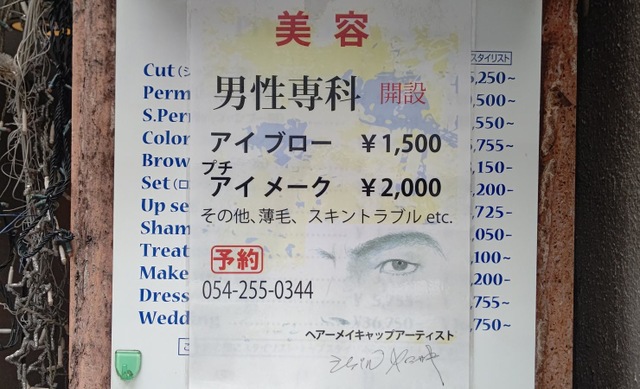 美容
男性専科 開設
アイ ブロー ¥1,500
プチ
アイ メーク ¥2,000
その他、薄毛、スキントラブル etc.
予約
054-255-0344
ヘアーメイキャップアーティスト
スタイリスト
Cut
Perm
S.Per
Color
Brow ,150~
Set (ロ ,200~
Up se ,725~
Sham ,050~
Treat ,100~
Make ,200~
Dress ,755~
Wedd ,750~
,250~
,500~
,550~
,755~